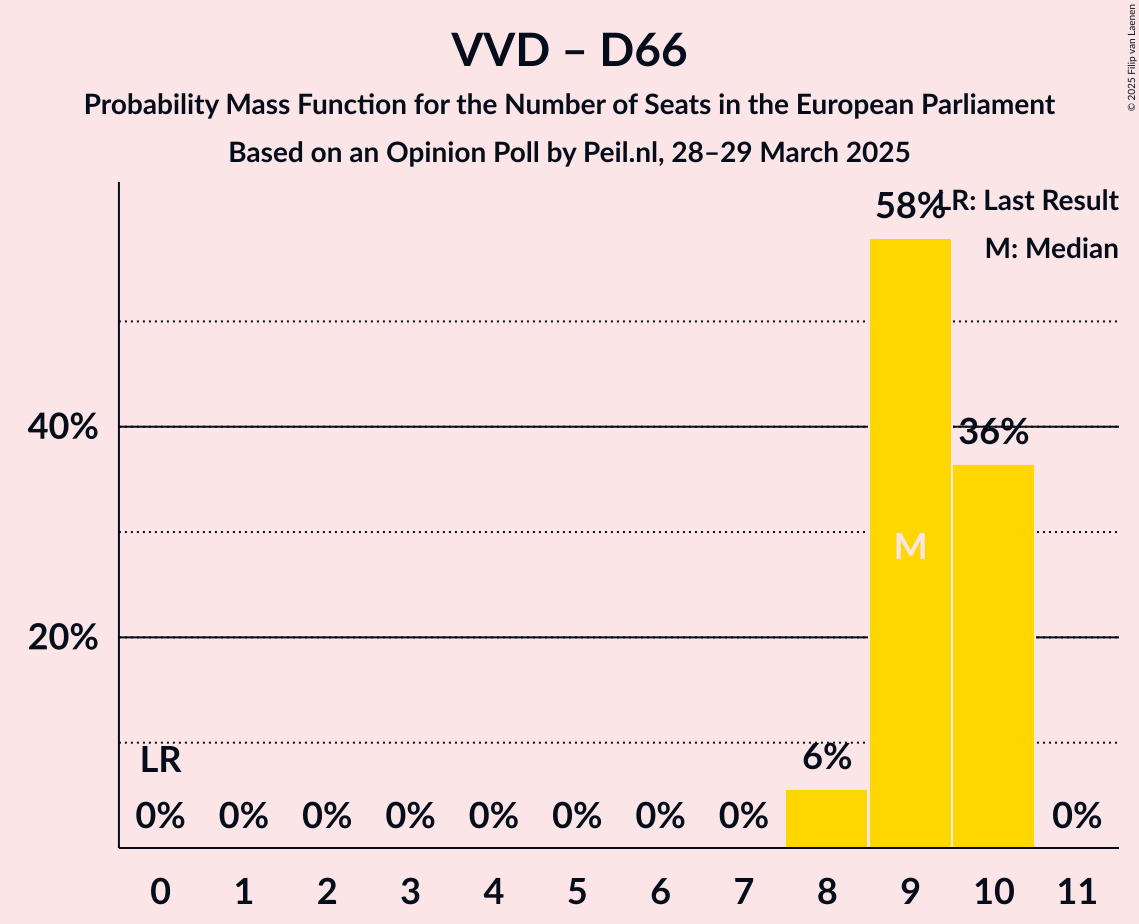 VVD – D66
Probability Mass Function for the Number of Seats in the European Parliament
Based on an Opinion Poll by Peil.nl, 28–29 March 2025
© 2025 Filip van Laenen
LR: Last Result
M: Median
58%
40%
36%
M
20%
LR
6%
0% 0% 0% 0% 0% 0% 0% 0% 0%
0 1 2 3 4 5 6 7 8 9 10 11